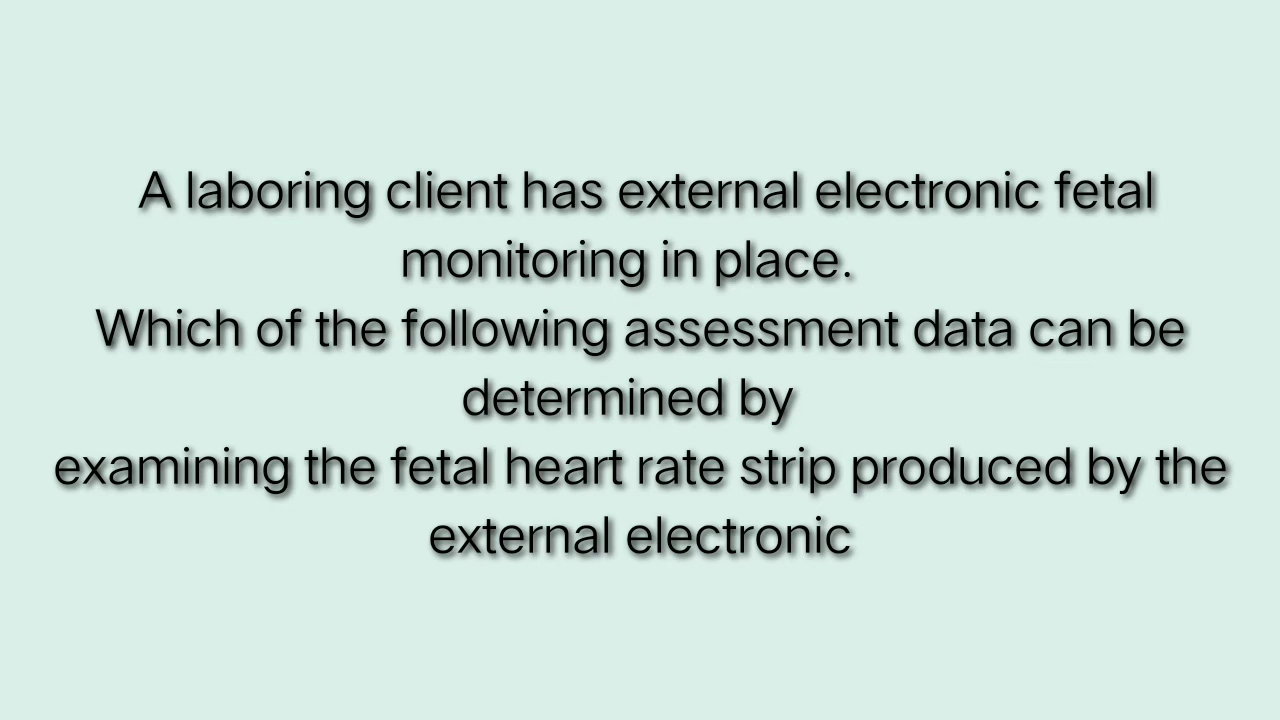 A laboring client has external electronic fetal
monitoring in place.
Which of the following assessment data can be
determined by
examining the fetal heart rate strip produced by the
external electronic